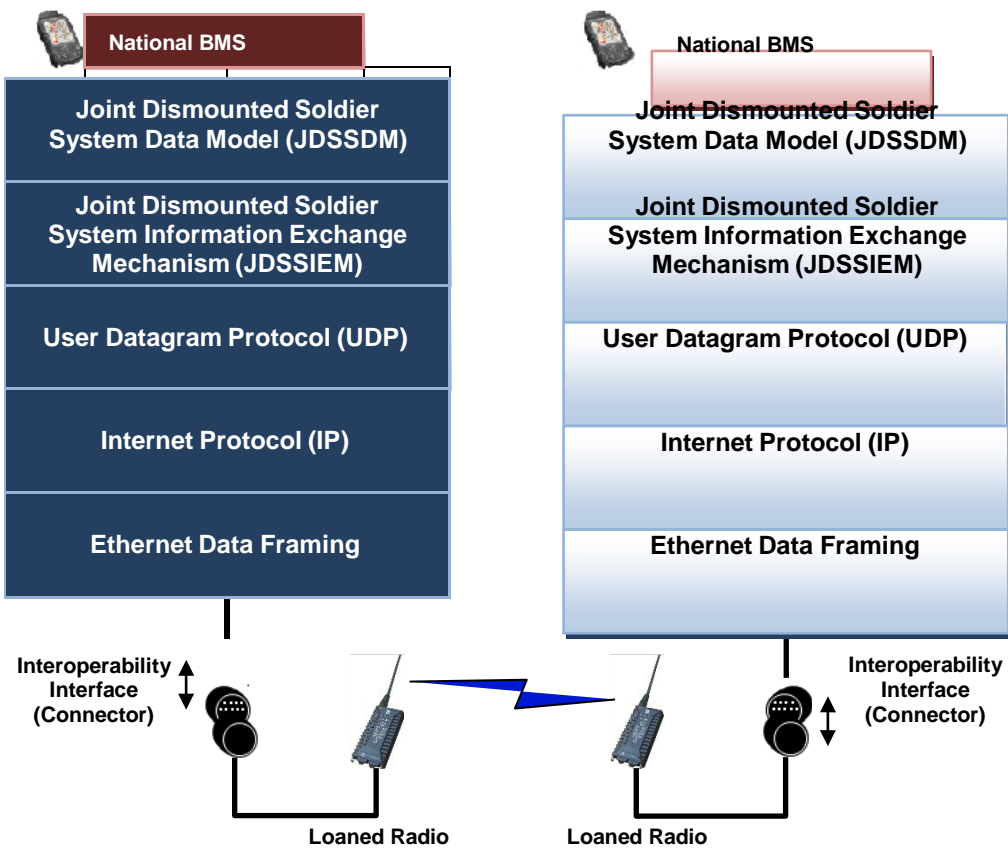 National BMS
Joint Dismounted Soldier
System Data Model (JDSSDM)
Joint Dismounted Soldier
System Information Exchange
Mechanism (JDSSIEM)
User Datagram Protocol (UDP)
Internet Protocol (IP)
Ethernet Data Framing
Interoperability
Interface
(Connector)
Loaned Radio
National BMS
Joint Dismounted Soldier
System Data Model (JDSSDM)
Joint Dismounted Soldier
System Information Exchange
Mechanism (JDSSIEM)
User Datagram Protocol (UDP)
Internet Protocol (IP)
Ethernet Data Framing
Interoperability
Interface
(Connector)
Loaned Radio